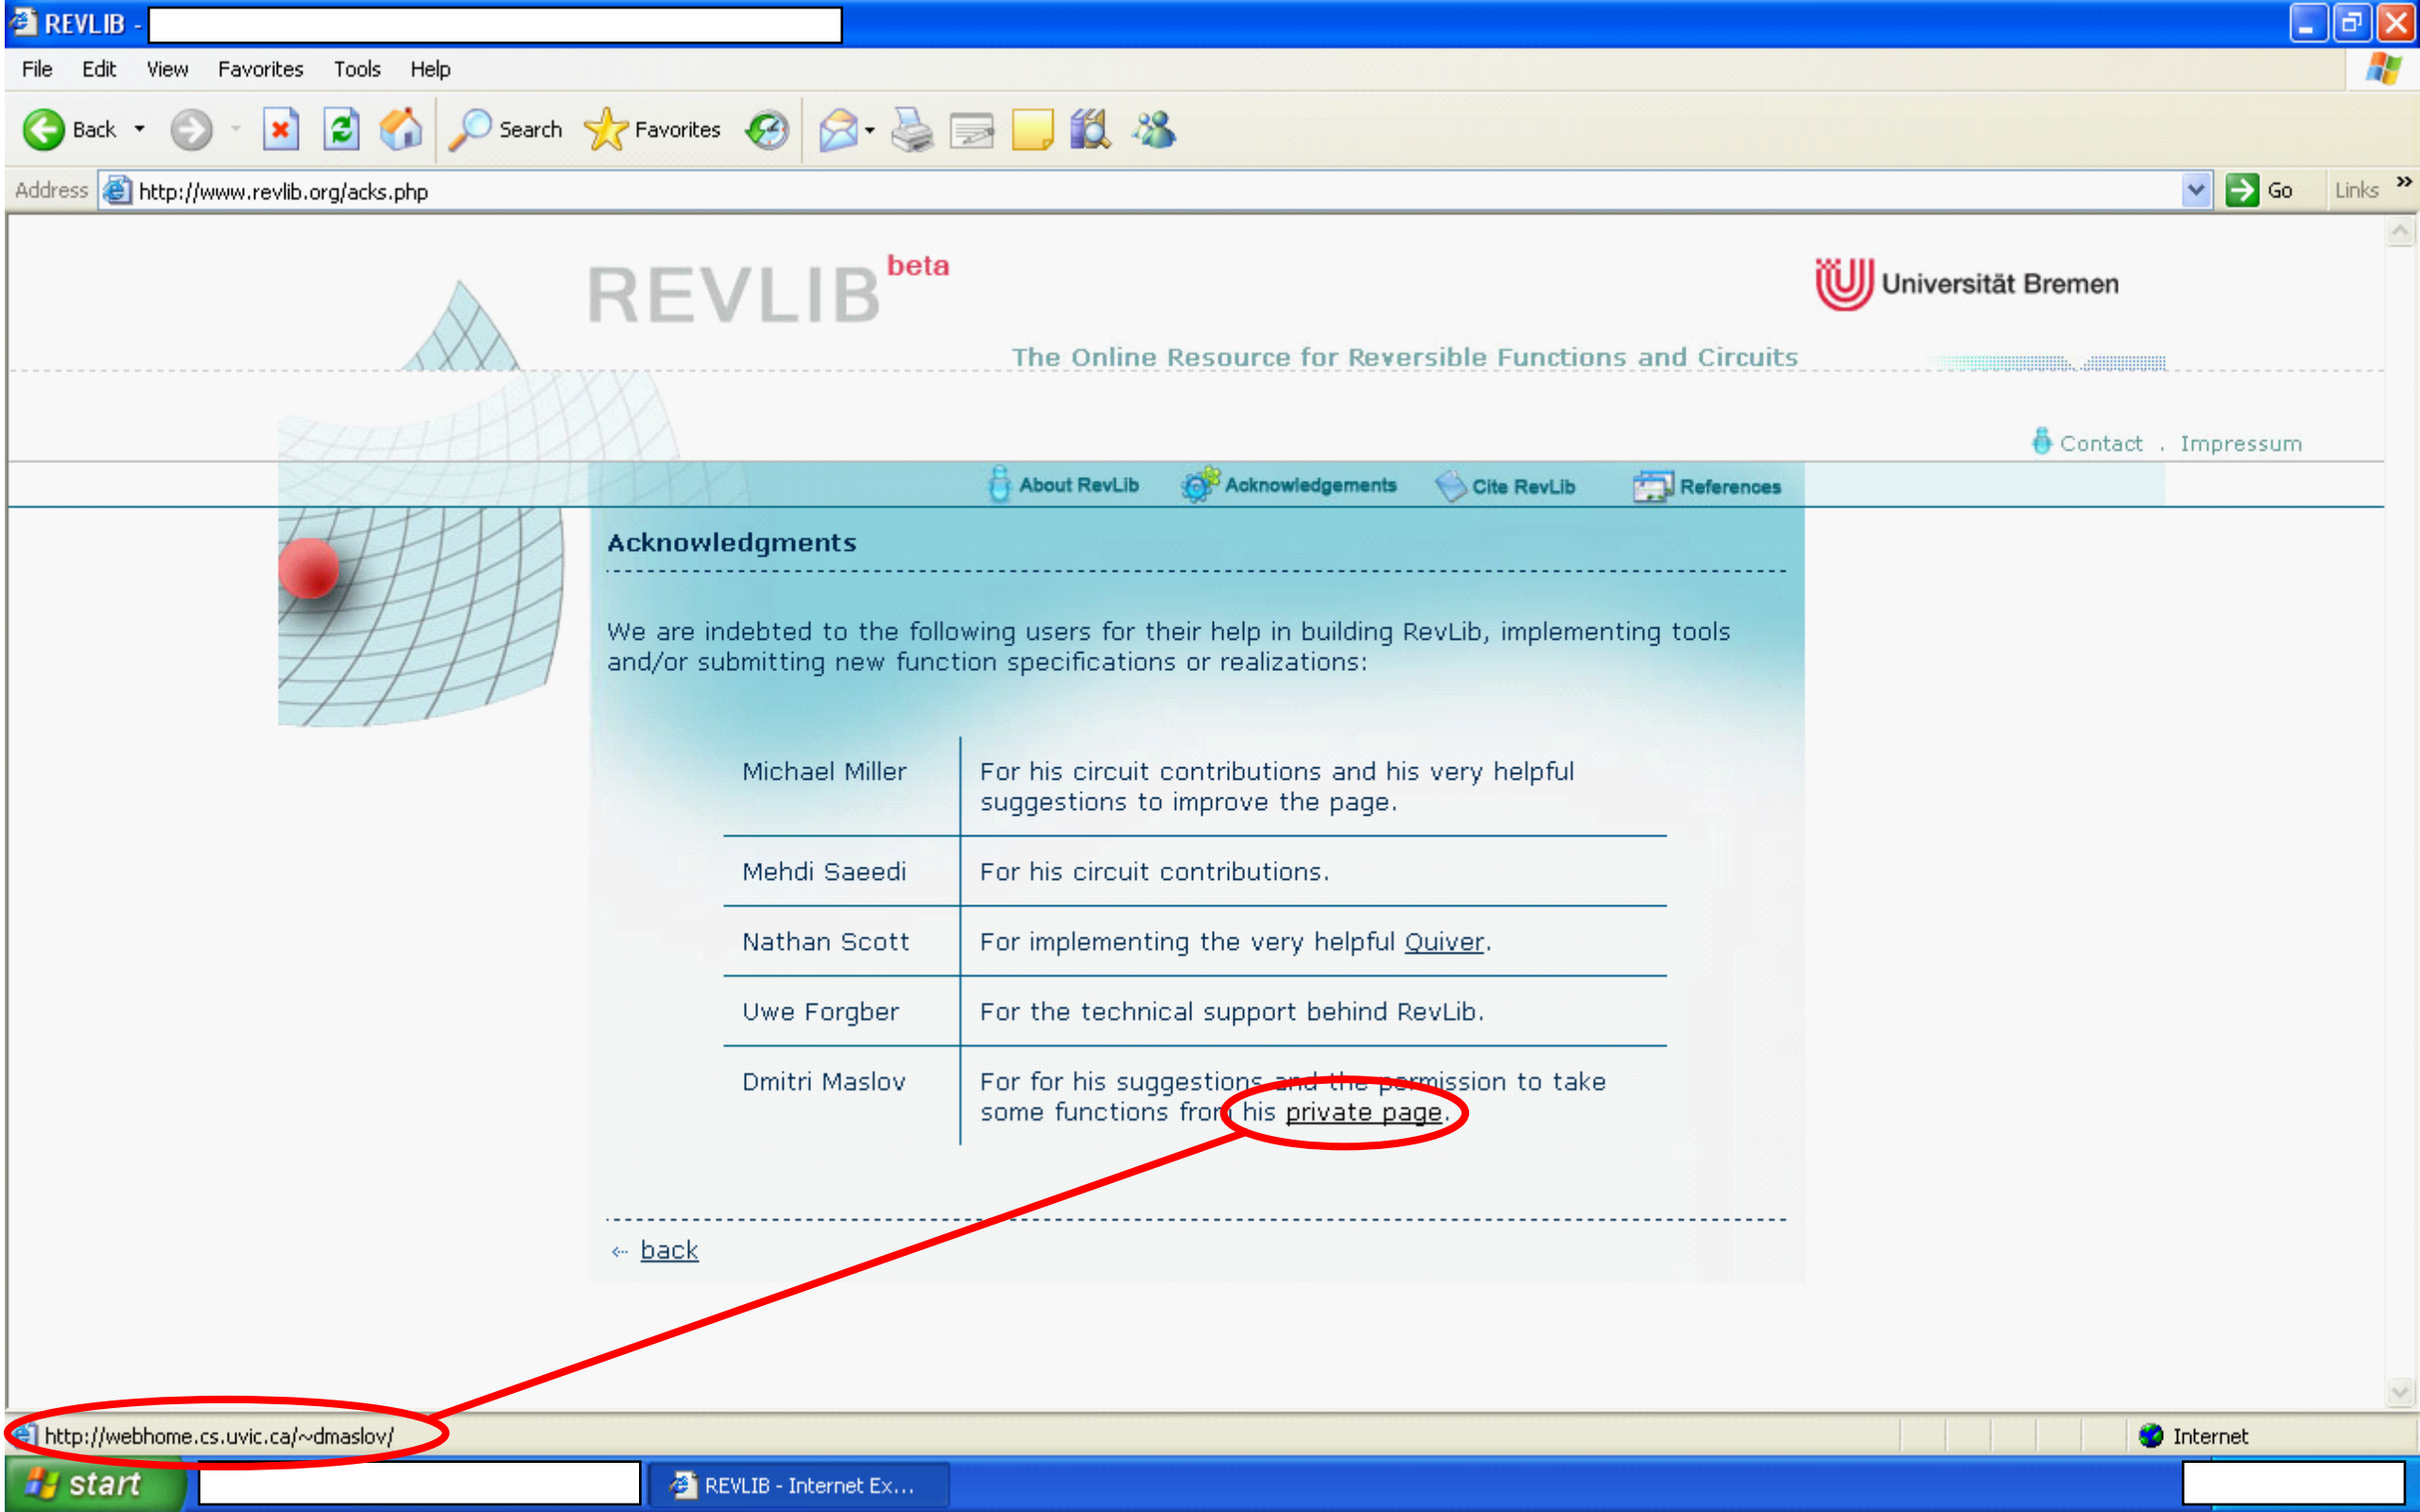 REVLIB -
File Edit View Favorites Tools Help
Back Search Favorites
Address http://www.revlib.org/acks.php Go Links »
REVLIB beta
Universität Bremen
The Online Resource for Reversible Functions and Circuits
Contact . Impressum
About RevLib Acknowledgements Cite RevLib References
Acknowledgments
We are indebted to the following users for their help in building RevLib, implementing tools
and/or submitting new function specifications or realizations:
Michael Miller For his circuit contributions and his very helpful
suggestions to improve the page.
Mehdi Saeedi For his circuit contributions.
Nathan Scott For implementing the very helpful Quiver.
Uwe Forgber For the technical support behind RevLib.
Dmitri Maslov For for his suggestions and the permission to take
some functions from his private page.
back
http://webhome.cs.uvic.ca/~dmaslov/ Internet
start REVLIB - Internet Ex...